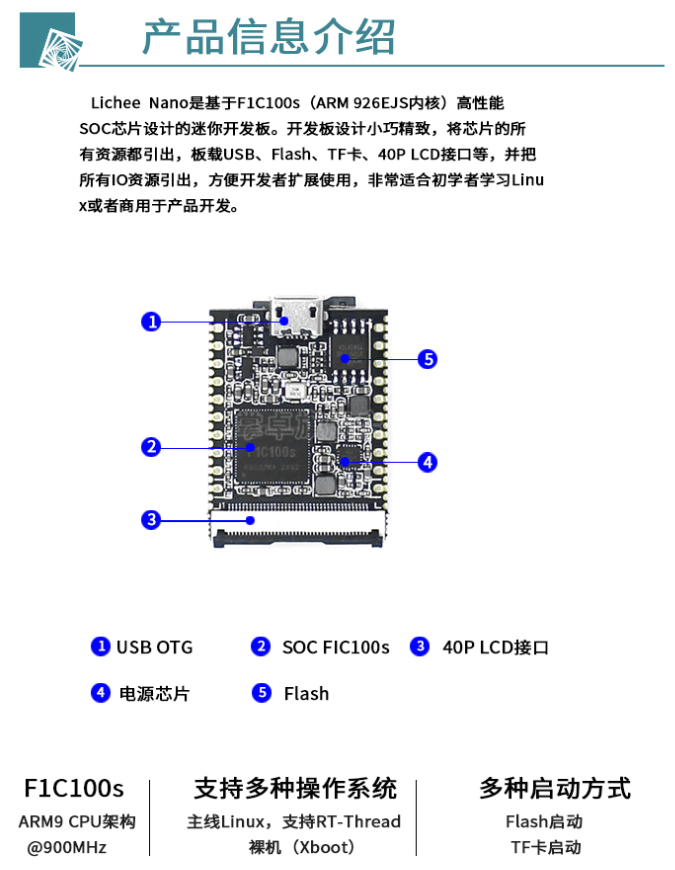 产品信息介绍
Lichee Nano是基于F1C100s（ARM 926EJS内核）高性能
SOC芯片设计的迷你开发板。开发板设计小巧精致，将芯片的所
有资源都引出，板载USB、Flash、TF卡、40P LCD接口等，并把
所有IO资源引出，方便开发者扩展使用，非常适合初学者学习Linu
x或者商用于产品开发。
1
5
2
F1C100s
4
3
1 USB OTG 2 SOC FIC100s 3 40P LCD接口
4 电源芯片 5 Flash
F1C100s 支持多种操作系统 多种启动方式
ARM9 CPU架构 主线Linux，支持RT-Thread Flash启动
@900MHz 裸机（Xboot） TF卡启动